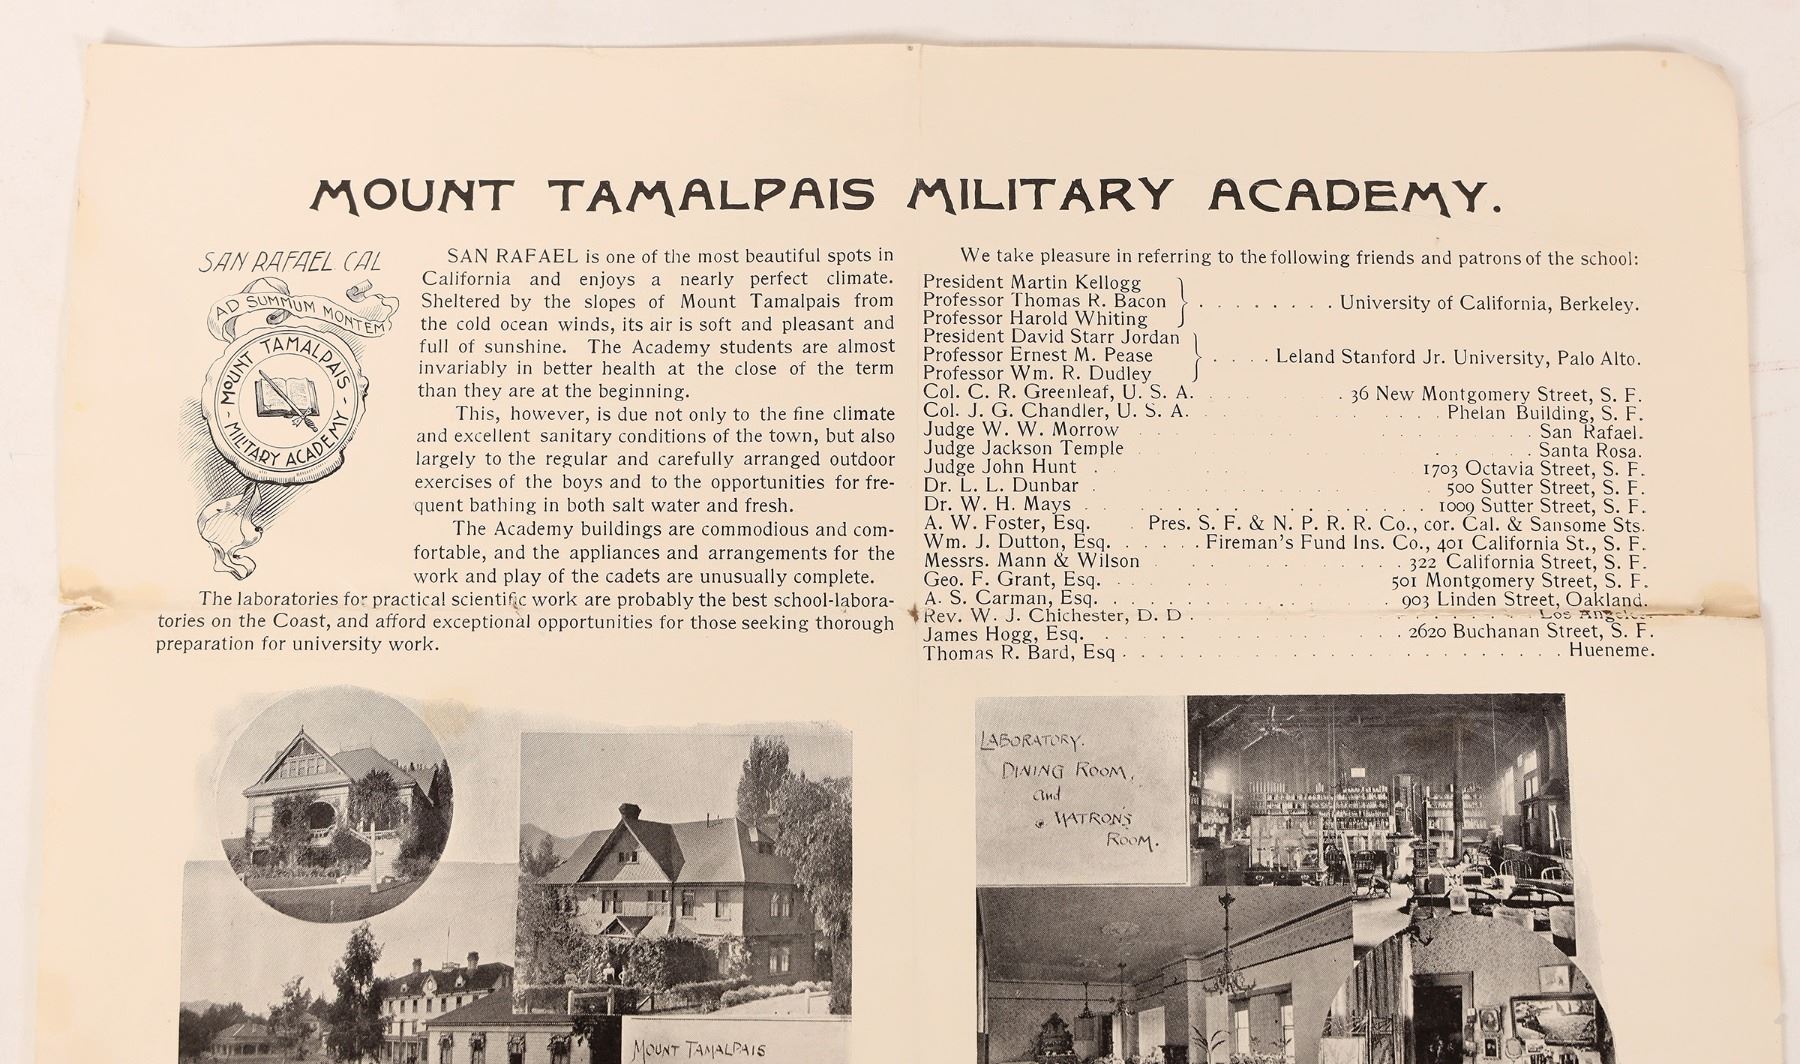 MOUNT TAMALPAIS MILITARY ACADEMY.
SAN RAFAEL CAL
AD SUMMUM MONTEM
MOUNT TAMALPAIS
MILITARY ACADEMY
SAN RAFAEL is one of the most beautiful spots in
California and enjoys a nearly perfect climate.
Sheltered by the slopes of Mount Tamalpais from
the cold ocean winds, its air is soft and pleasant and
full of sunshine. The Academy students are almost
invariably in better health at the close of the term
than they are at the beginning.
This, however, is due not only to the fine climate
and excellent sanitary conditions of the town, but also
largely to the regular and carefully arranged outdoor
exercises of the boys and to the opportunities for fre-
quent bathing in both salt water and fresh.
The Academy buildings are commodious and com-
fortable, and the appliances and arrangements for the
work and play of the cadets are unusually complete.
The laboratories for practical scientific work are probably the best school-labora-
tories on the Coast, and afford exceptional opportunities for those seeking thorough
preparation for university work.
We take pleasure in referring to the following friends and patrons of the school:
President Martin Kellogg
Professor Thomas R. Bacon . . . . . . . . University of California, Berkeley.
Professor Harold Whiting
President David Starr Jordan
Professor Ernest M. Pease . . . . Leland Stanford Jr. University, Palo Alto.
Professor Wm. R. Dudley
Col. C. R. Greenleaf, U. S. A. . . . 36 New Montgomery Street, S. F.
Col. J. G. Chandler, U. S. A. . . . Phelan Building, S. F.
Judge W. W. Morrow . . . San Rafael.
Judge Jackson Temple . . . Santa Rosa.
Judge John Hunt . . . 1703 Octavia Street, S. F.
Dr. L. L. Dunbar . . . 500 Sutter Street, S. F.
Dr. W. H. Mays . . . 1009 Sutter Street, S. F.
A. W. Foster, Esq. . Pres. S. F. & N. P. R. R. Co., cor. Cal. & Sansome Sts.
Wm. J. Dutton, Esq. . . . . . Fireman's Fund Ins. Co., 401 California St., S. F.
Messrs. Mann & Wilson . . . 322 California Street, S. F.
Geo. F. Grant, Esq. . . . 501 Montgomery Street, S. F.
A. S. Carman, Esq. . . . 903 Linden Street, Oakland.
Rev. W. J. Chichester, D. D . . . Los Angeles.
James Hogg, Esq. . . . 2620 Buchanan Street, S. F.
Thomas R. Bard, Esq . . . Hueneme.
LABORATORY.
DINING ROOM,
and
MATRON'S
ROOM.
MOUNT TAMALPAIS